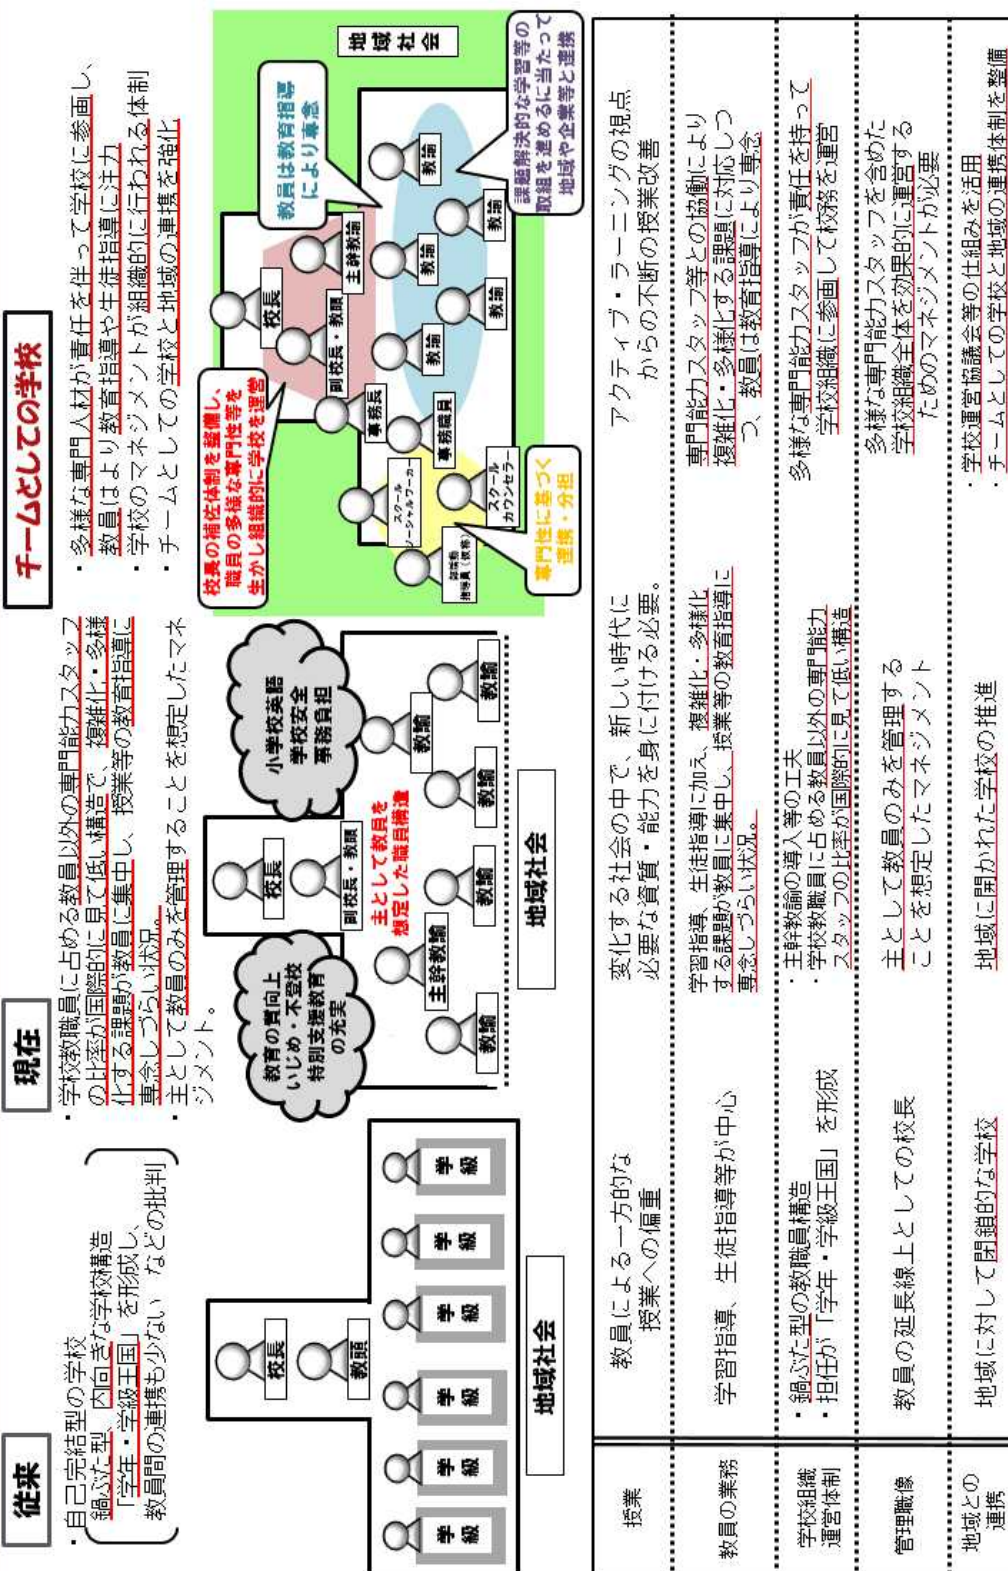 従来
・自己完結型の学校
鍋ぶた型、内向きな学校構造
「学年・学級王国」を形成し、
教員間の連携も少ない などの批判
校長
教頭
学級
学級
学級
学級
学級
学級
地域社会
現在
・学校教職員に占める教員以外の専門能力スタッフ
の比率が国際的に見て低い構造で、複雑化・多様
化する課題が教員に集中し、授業等の教育指導に
専念しづらい状況。
・主として教員のみを管理することを想定したマネ
ジメント。
教育の質向上
いじめ・不登校
特別支援教育
の充実
小学校英語
学校安全
事務負担
校長
副校長・教頭
主として教員を
想定した職員構造
主幹教諭
教諭
教諭
教諭
教諭
教諭
地域社会
チームとしての学校
・多様な専門人材が責任を伴って学校に参画し、
教員はより教育指導や生徒指導に注力
・学校のマネジメントが組織的に行われる体制
・チームとしての学校と地域の連携を強化
校長の補佐体制を整備し、
職員の多様な専門性等を
生かし組織的に学校を運営
教員は教育指導
により専念
地域社会
校長
副校長・教頭
主幹教諭
事務長
事務職員
教諭
教諭
教諭
教諭
教諭
スクール
ソーシャルワーカー
スクール
カウンセラー
部活動
指導員(仮称)
専門性に基づく
連携・分担
課題解決的な学習等の
取組を進めるに当たって
地域や企業等と連携
授業
教員による一方的な
授業への偏重
変化する社会の中で、新しい時代に
必要な資質・能力を身に付ける必要。
アクティブ・ラーニングの視点
からの不断の授業改善
教員の業務
学習指導、生徒指導等が中心
学習指導、生徒指導に加え、複雑化・多様化
する課題が教員に集中し、授業等の教育指導に
専念しづらい状況。
専門能力スタッフ等との協働により
複雑化・多様化する課題に対応しつ
つ、教員は教育指導により専念
学校組織
運営体制
・鍋ぶた型の教職員構造
・担任が「学年・学級王国」を形成
・主幹教諭の導入等の工夫
・学校教職員に占める教員以外の専門能力
スタッフの比率が国際的に見て低い構造
多様な専門能力スタッフが責任を持って
学校組織に参画して校務を運営
管理職像
教員の延長線上としての校長
主として教員のみを管理する
ことを想定したマネジメント
多様な専門能力スタッフを含めた
学校組織全体を効果的に運営する
ためのマネジメントが必要
地域との
連携
地域に対して閉鎖的な学校
地域に開かれた学校の推進
・学校運営協議会等の仕組みを活用
・チームとしての学校と地域の連携体制を整備